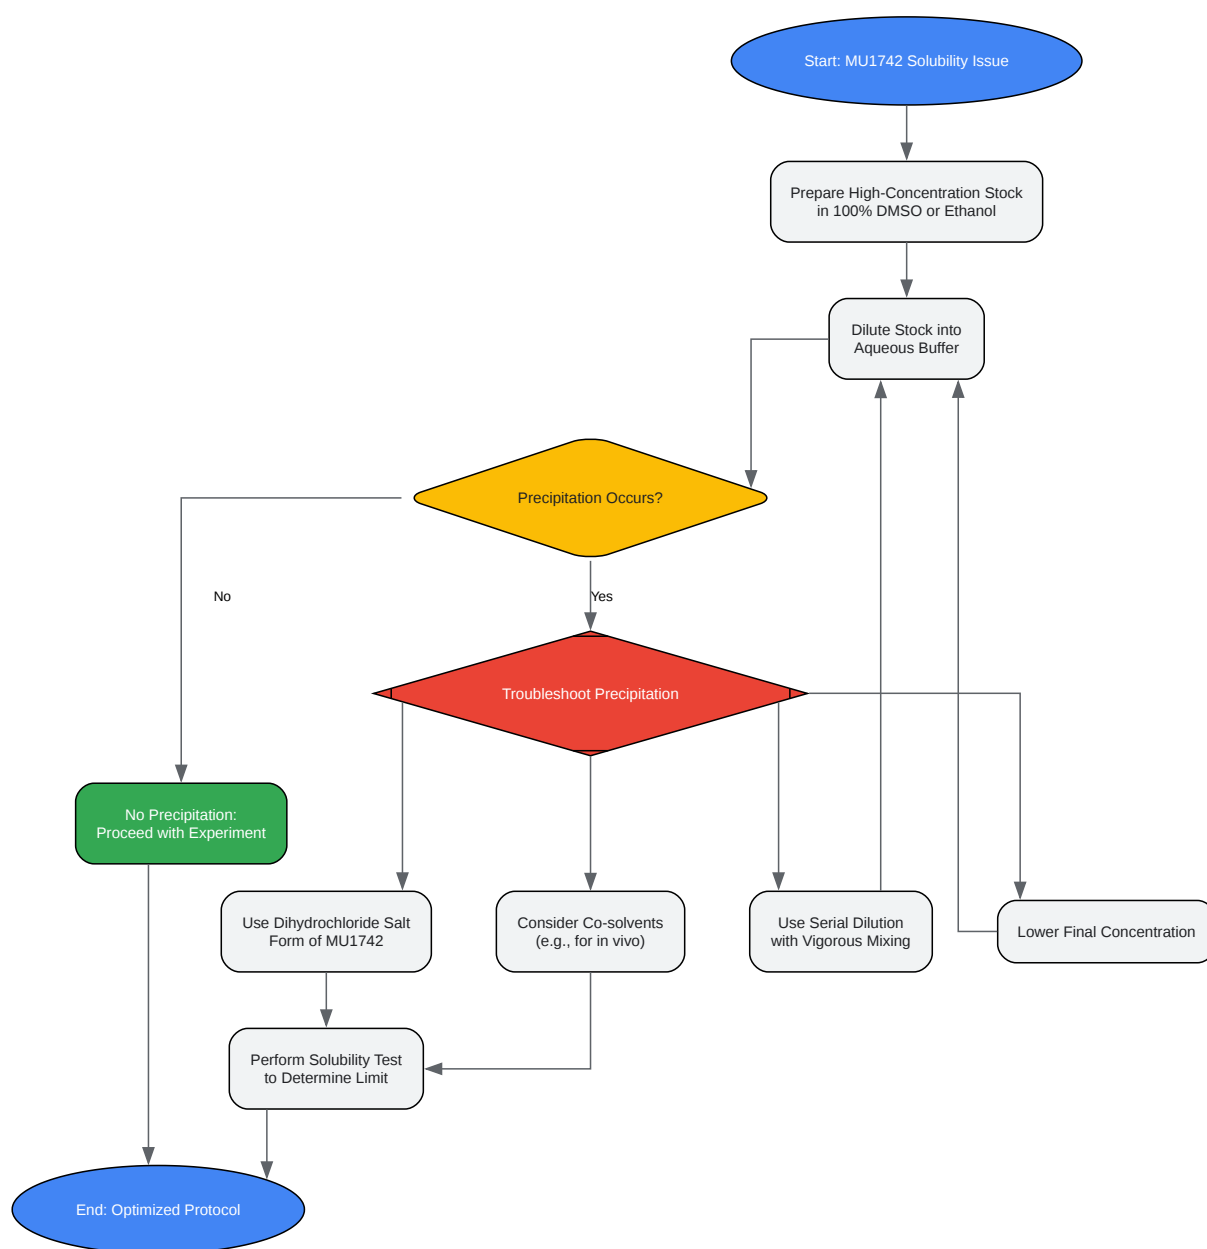 Start: MU1742 Solubility Issue
Prepare High-Concentration Stock
in 100% DMSO or Ethanol
Dilute Stock into
Aqueous Buffer
Precipitation Occurs?
No
Yes
Troubleshoot Precipitation
No Precipitation:
Proceed with Experiment
Use Dihydrochloride Salt
Form of MU1742
Consider Co-solvents
(e.g., for in vivo)
Use Serial Dilution
with Vigorous Mixing
Lower Final Concentration
Perform Solubility Test
to Determine Limit
End: Optimized Protocol